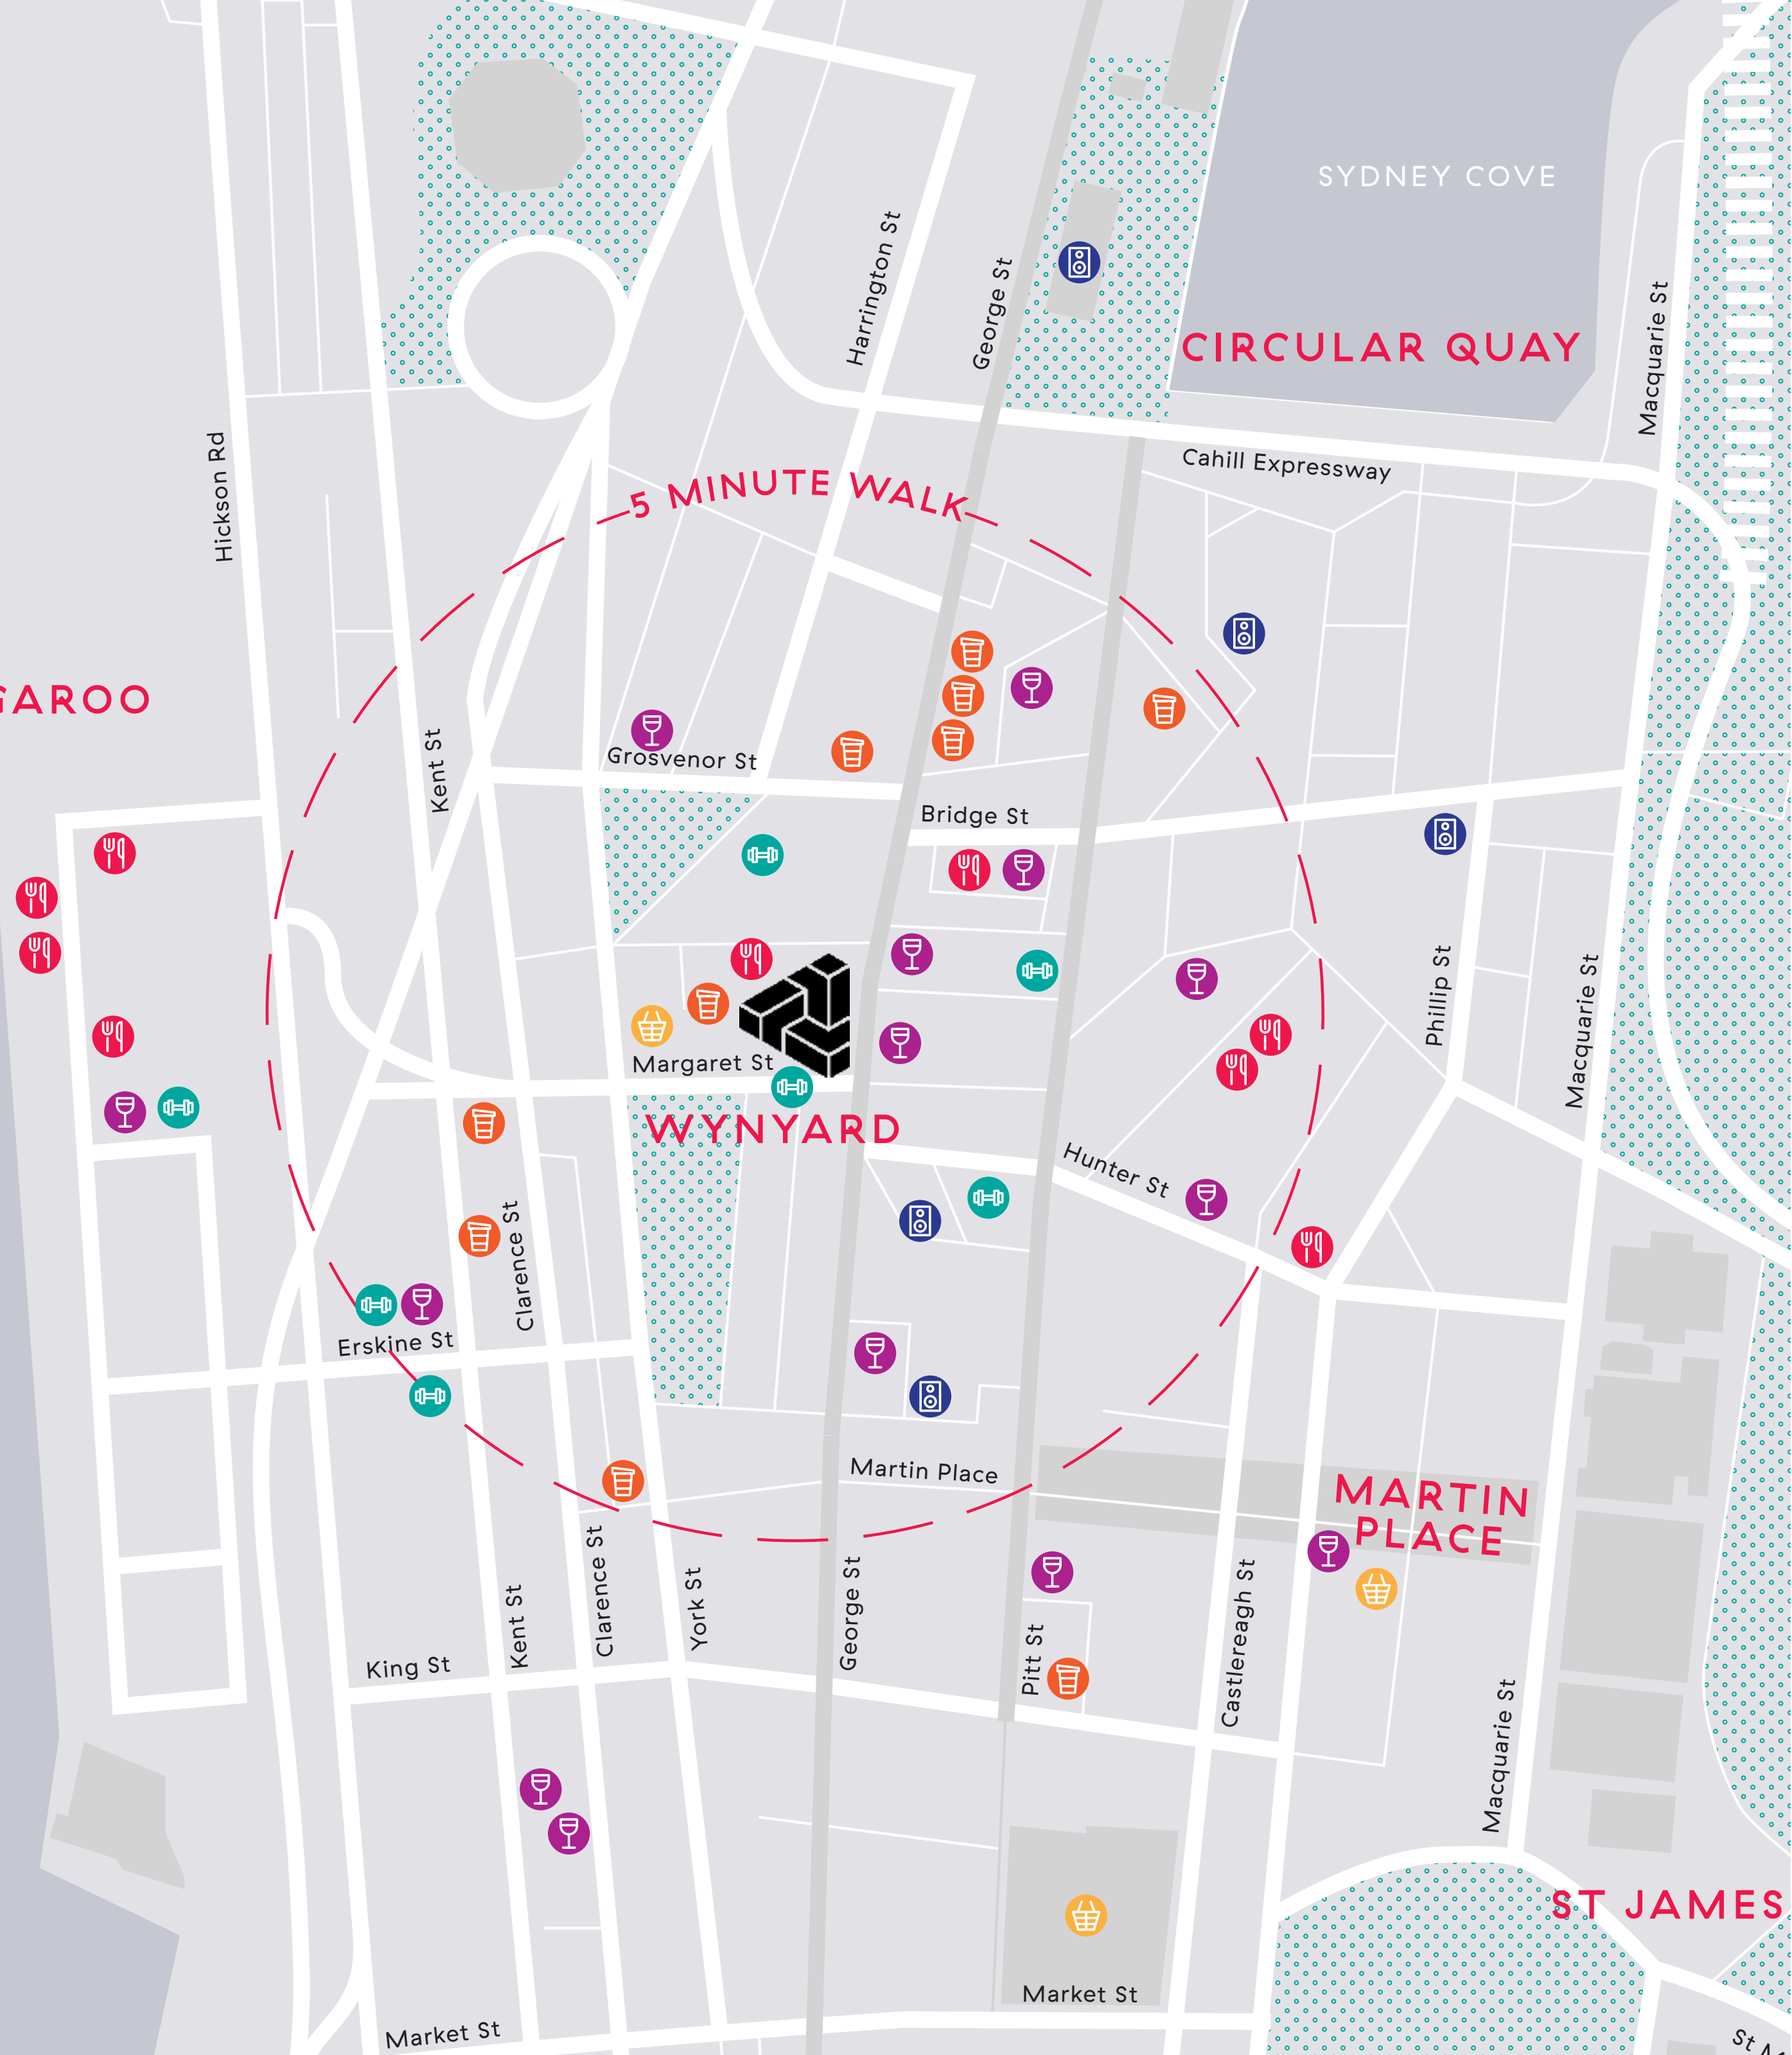 SYDNEY COVE
Harrington St
George St
Macquarie St
CIRCULAR QUAY
Hickson Rd
Cahill Expressway
5 MINUTE WALK
GAROO
Kent St
Grosvenor St
Bridge St
Phillip St
Macquarie St
Margaret St
WYNYARD
Hunter St
Clarence St
Erskine St
Martin Place
MARTIN
PLACE
Kent St
Clarence St
York St
George St
Pitt St
Castlereagh St
King St
Macquarie St
ST JAMES
Market St
Market St
St